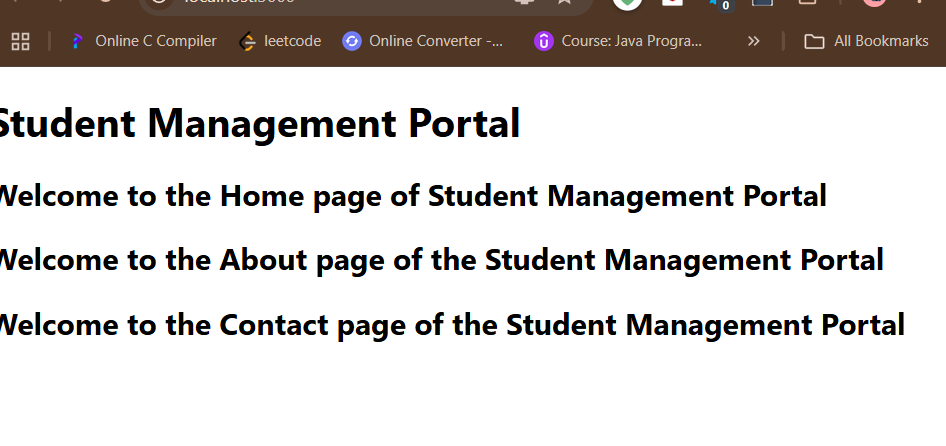 0
Online C Compiler leetcode Online Converter -... Course: Java Progra... » All Bookmarks
Student Management Portal
Welcome to the Home page of Student Management Portal
Welcome to the About page of the Student Management Portal
Welcome to the Contact page of the Student Management Portal